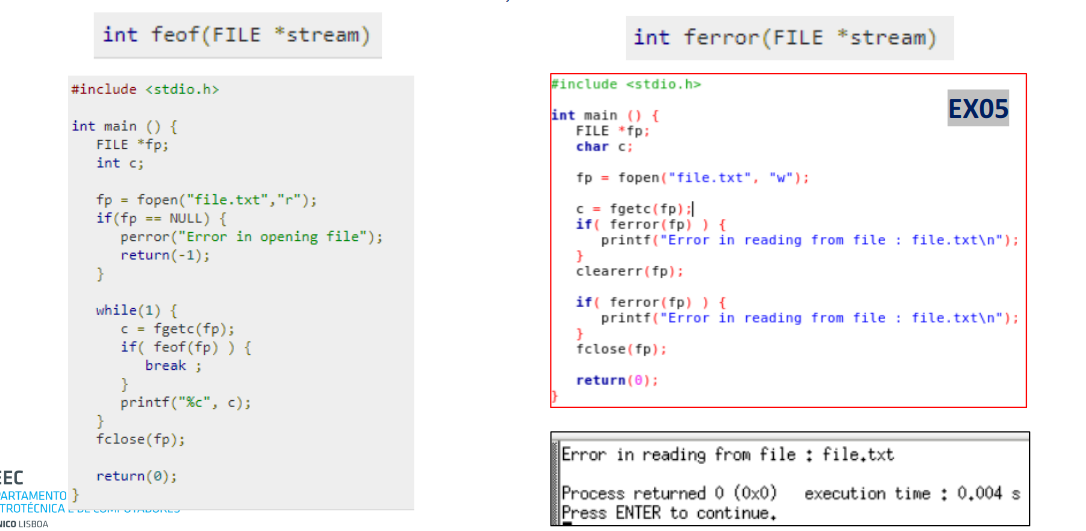 int feof(FILE *stream)
#include <stdio.h>
int main () {
FILE *fp;
int c;
fp = fopen("file.txt","r");
if(fp == NULL) {
perror("Error in opening file");
return(-1);
}
while(1) {
c = fgetc(fp);
if( feof(fp) ) {
break ;
}
printf("%c", c);
}
fclose(fp);
return(0);
}
int ferror(FILE *stream)
EX05
#include <stdio.h>
int main () {
FILE *fp;
char c;
fp = fopen("file.txt", "w");
c = fgetc(fp);
if( ferror(fp) ) {
printf("Error in reading from file : file.txt\n");
}
clearerr(fp);
if( ferror(fp) ) {
printf("Error in reading from file : file.txt\n");
}
fclose(fp);
return(0);
}
Error in reading from file : file.txt
Process returned 0 (0x0) execution time : 0.004 s
Press ENTER to continue.
EEC
PARTAMENTO
TROTÉCNICA E DE COMPUTADORES
NICO LISBOA